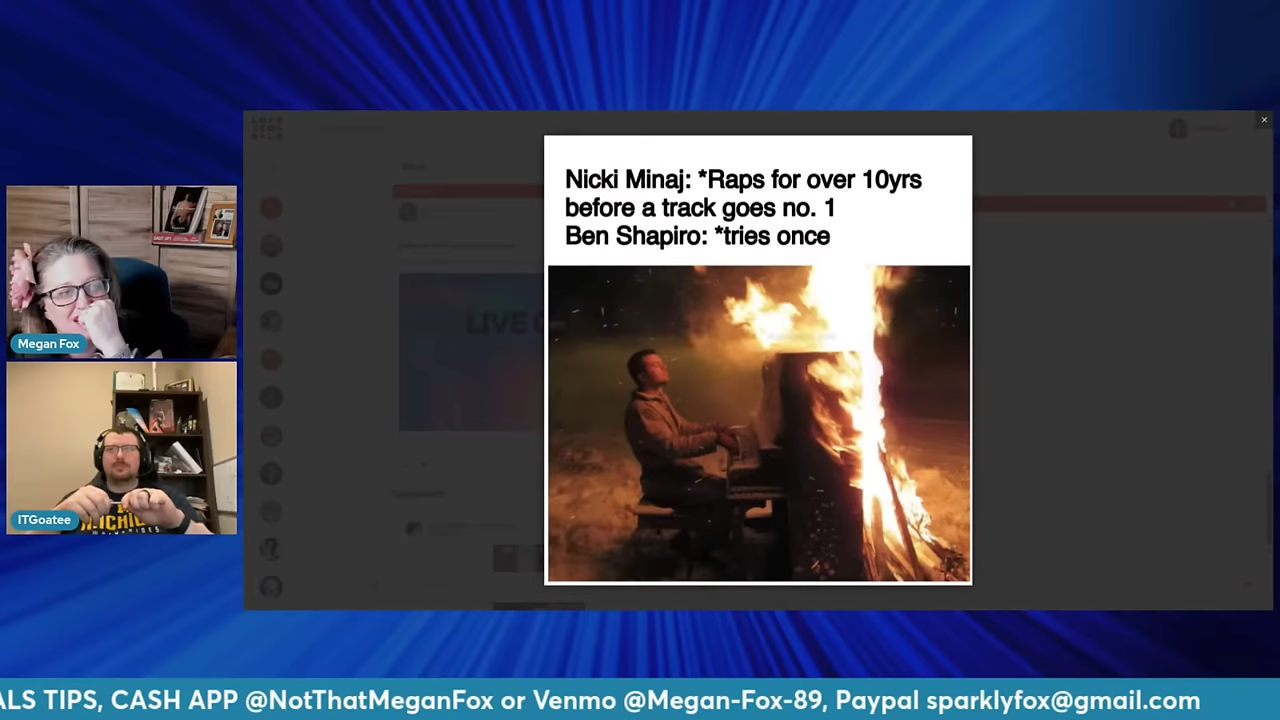 Nicki Minaj: *Raps for over 10yrs
before a track goes no. 1
Ben Shapiro: *tries once
LIVE
Megan Fox
ITGoatee
ALS TIPS, CASH APP @NotThatMeganFox or Venmo @Megan-Fox-89, Paypal sparklyfox@gmail.com